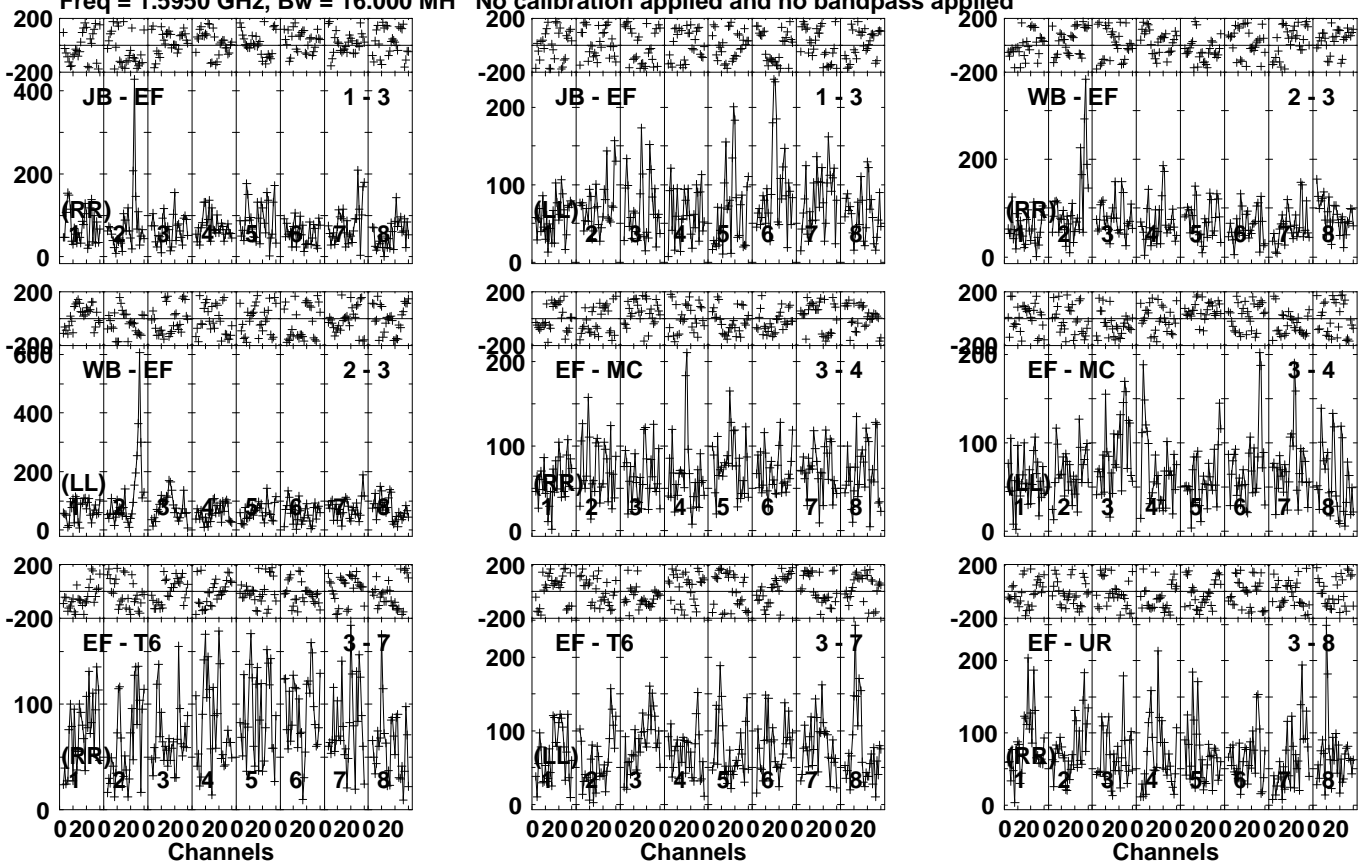 Freq = 1.5950 GHz, Bw = 16.000 MH No calibration applied and no bandpass applied
200 200 200
-200 -200 -200
JB - EF 1 - 3 JB - EF 1 - 3 WB - EF 2 - 3
400 200
200 100 200
0 0 0
(RR) (LL) (RR)
1 2 3 4 5 6 7 8 1 2 3 4 5 6 7 8 1 2 3 4 5 6 7 8
200 200 200
-200 -200 -200
WB - EF 2 - 3 EF - MC 3 - 4 EF - MC 3 - 4
600 200 200
400 100 100
200
0 0 0
(LL) (RR) (LL)
1 2 3 4 5 6 7 8 1 2 3 4 5 6 7 8 1 2 3 4 5 6 7 8
200 200 200
-200 -200 -200
EF - T6 3 - 7 EF - T6 3 - 7 EF - UR 3 - 8
100 200 200
0 100 100
0 0
(RR) (LL) (RR)
1 2 3 4 5 6 7 8 1 2 3 4 5 6 7 8 1 2 3 4 5 6 7 8
0 20 0 20 0 20 0 20 0 20 0 20 0 20 0 20 0 20 0 20 0 20 0 20 0 20 0 20 0 20 0 20 0 20 0 20 0 20 0 20 0 20 0 20 0 20 0 20
Channels Channels Channels